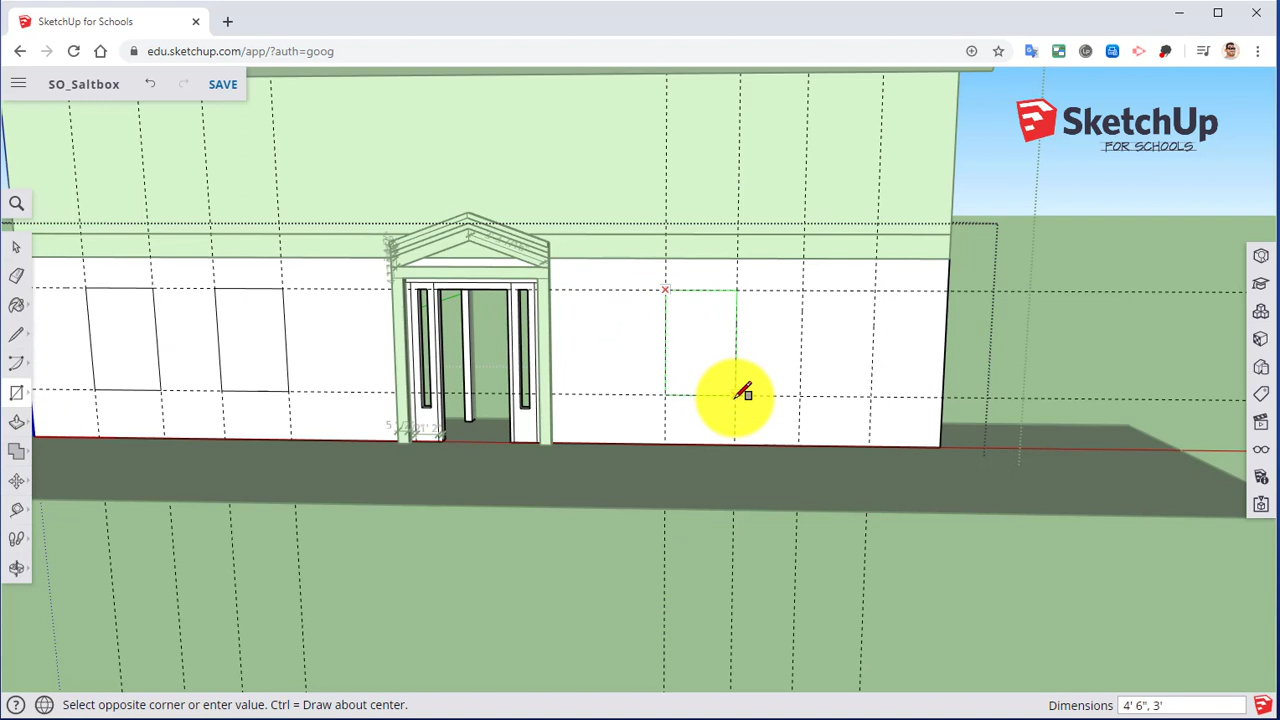 SketchUp for Schools
edu.sketchup.com/app/?auth=goog
SO_Saltbox
SAVE
SketchUp
FOR SCHOOLS
Select opposite corner or enter value. Ctrl = Draw about center.
Dimensions
4' 6", 3'